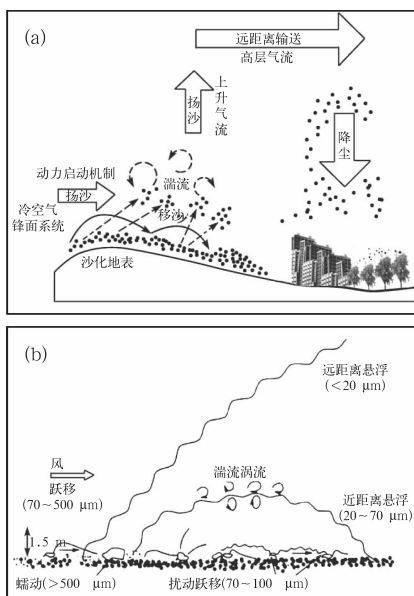 (a)
远距离输送
高层气流
扬沙
上升气流
降尘
动力启动机制
扬沙
冷空气
锋面系统
湍流
移沙
沙化地表
(b)
远距离悬浮
(<20 μm)
风
跃移
(70~500 μm)
湍流涡流
近距离悬浮
(20~70 μm)
1.5 m
蠕动(>500 μm)
扰动跃移(70~100 μm)